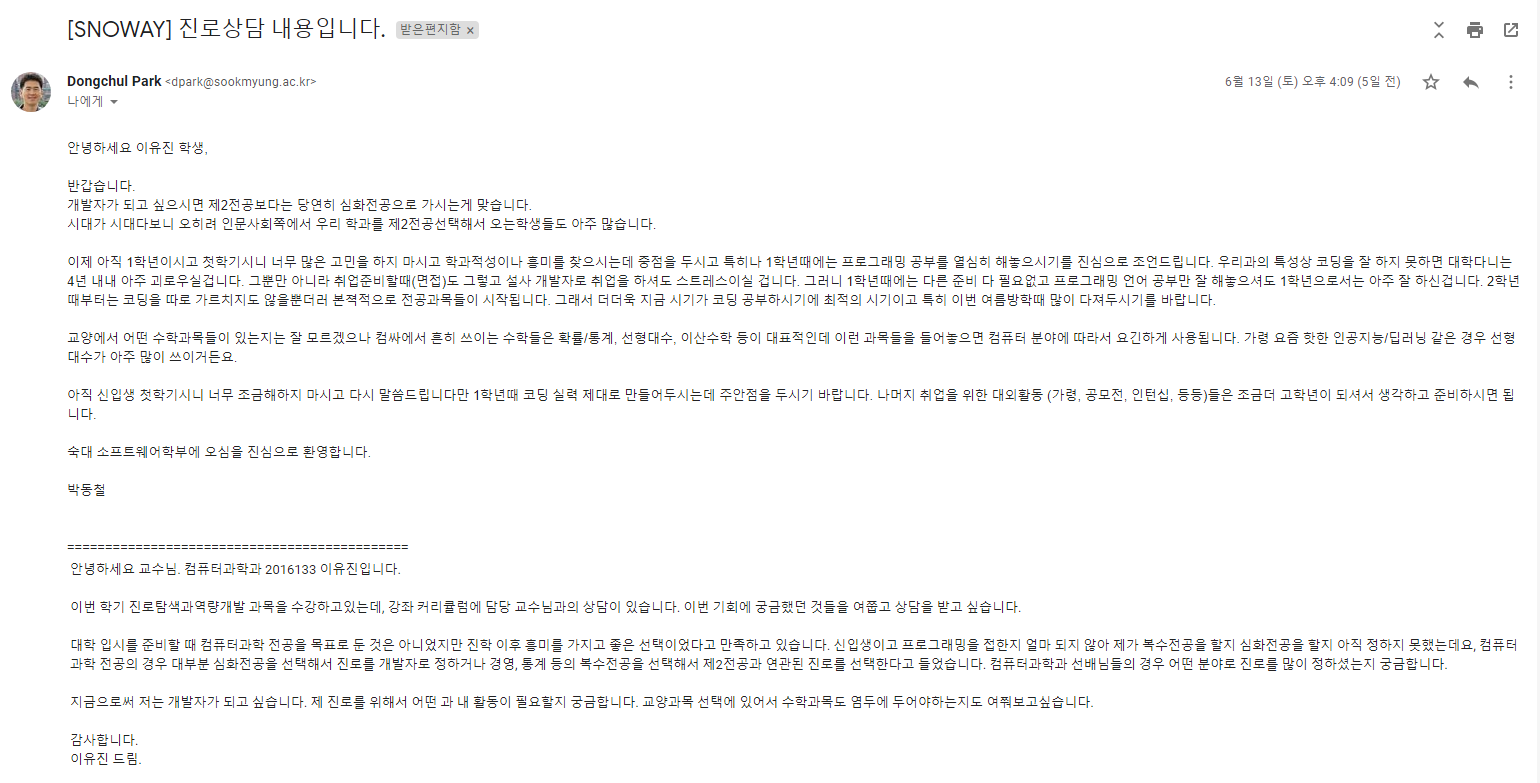 [SNOWAY] 진로상담 내용입니다. 받은편지함 ×
Dongchul Park <dpark@sookmyung.ac.kr> 6월 13일 (토) 오후 4:09 (5일 전)
나에게
안녕하세요 이유진 학생,
반갑습니다.
개발자가 되고 싶으시면 제2전공보다는 당연히 심화전공으로 가시는게 맞습니다.
시대가 시대다보니 오히려 인문사회쪽에서 우리 학과를 제2전공선택해서 오는학생들도 아주 많습니다.
이제 아직 1학년이시고 첫학기시니 너무 많은 고민을 하지 마시고 학과적성이나 흥미를 찾으시는데 중점을 두시고 특히나 1학년때에는 프로그래밍 공부를 열심히 해놓으시기를 진심으로 조언드립니다. 우리과의 특성상 코딩을 잘 하지 못하면 대학다니는
4년 내내 아주 괴로우실겁니다. 그뿐만 아니라 취업준비할때(면접)도 그렇고 설사 개발자로 취업을 하셔도 스트레스이실 겁니다. 그러니 1학년때에는 다른 준비 다 필요없고 프로그래밍 언어 공부만 잘 해놓으셔도 1학년으로서는 아주 잘 하신겁니다. 2학년
때부터는 코딩을 따로 가르치지도 않을뿐더러 본젹적으로 전공과목들이 시작됩니다. 그래서 더더욱 지금 시기가 코딩 공부하시기에 최적의 시기이고 특히 이번 여름방학때 많이 다져두시기를 바랍니다.
교양에서 어떤 수학과목들이 있는지는 잘 모르겠으나 컴싸에서 흔히 쓰이는 수학들은 확률/통계, 선형대수, 이산수학 등이 대표적인데 이런 과목들을 들어놓으면 컴퓨터 분야에 따라서 요긴하게 사용됩니다. 가령 요즘 핫한 인공지능/딥러닝 같은 경우 선형
대수가 아주 많이 쓰이거든요.
아직 신입생 첫학기시니 너무 조금해하지 마시고 다시 말씀드립니다만 1학년때 코딩 실력 제대로 만들어두시는데 주안점을 두시기 바랍니다. 나머지 취업을 위한 대외활동 (가령, 공모전, 인턴십, 등등)들은 조금더 고학년이 되셔서 생각하고 준비하시면 됩
니다.
숙대 소프트웨어학부에 오심을 진심으로 환영합니다.
박동철
=============================================
안녕하세요 교수님. 컴퓨터과학과 2016133 이유진입니다.
이번 학기 진로탐색과역량개발 과목을 수강하고있는데, 강좌 커리큘럼에 담당 교수님과의 상담이 있습니다. 이번 기회에 궁금했던 것들을 여쭙고 상담을 받고 싶습니다.
대학 입시를 준비할 때 컴퓨터과학 전공을 목표로 둔 것은 아니었지만 진학 이후 흥미를 가지고 좋은 선택이었다고 만족하고 있습니다. 신입생이고 프로그래밍을 접한지 얼마 되지 않아 제가 복수전공을 할지 심화전공을 할지 아직 정하지 못했는데요, 컴퓨터
과학 전공의 경우 대부분 심화전공을 선택해서 진로를 개발자로 정하거나 경영, 통계 등의 복수전공을 선택해서 제2전공과 연관된 진로를 선택한다고 들었습니다. 컴퓨터과학과 선배님들의 경우 어떤 분야로 진로를 많이 정하셨는지 궁금합니다.
지금으로써 저는 개발자가 되고 싶습니다. 제 진로를 위해서 어떤 과 내 활동이 필요할지 궁금합니다. 교양과목 선택에 있어서 수학과목도 염두에 두어야하는지도 여쭤보고싶습니다.
감사합니다.
이유진 드림.